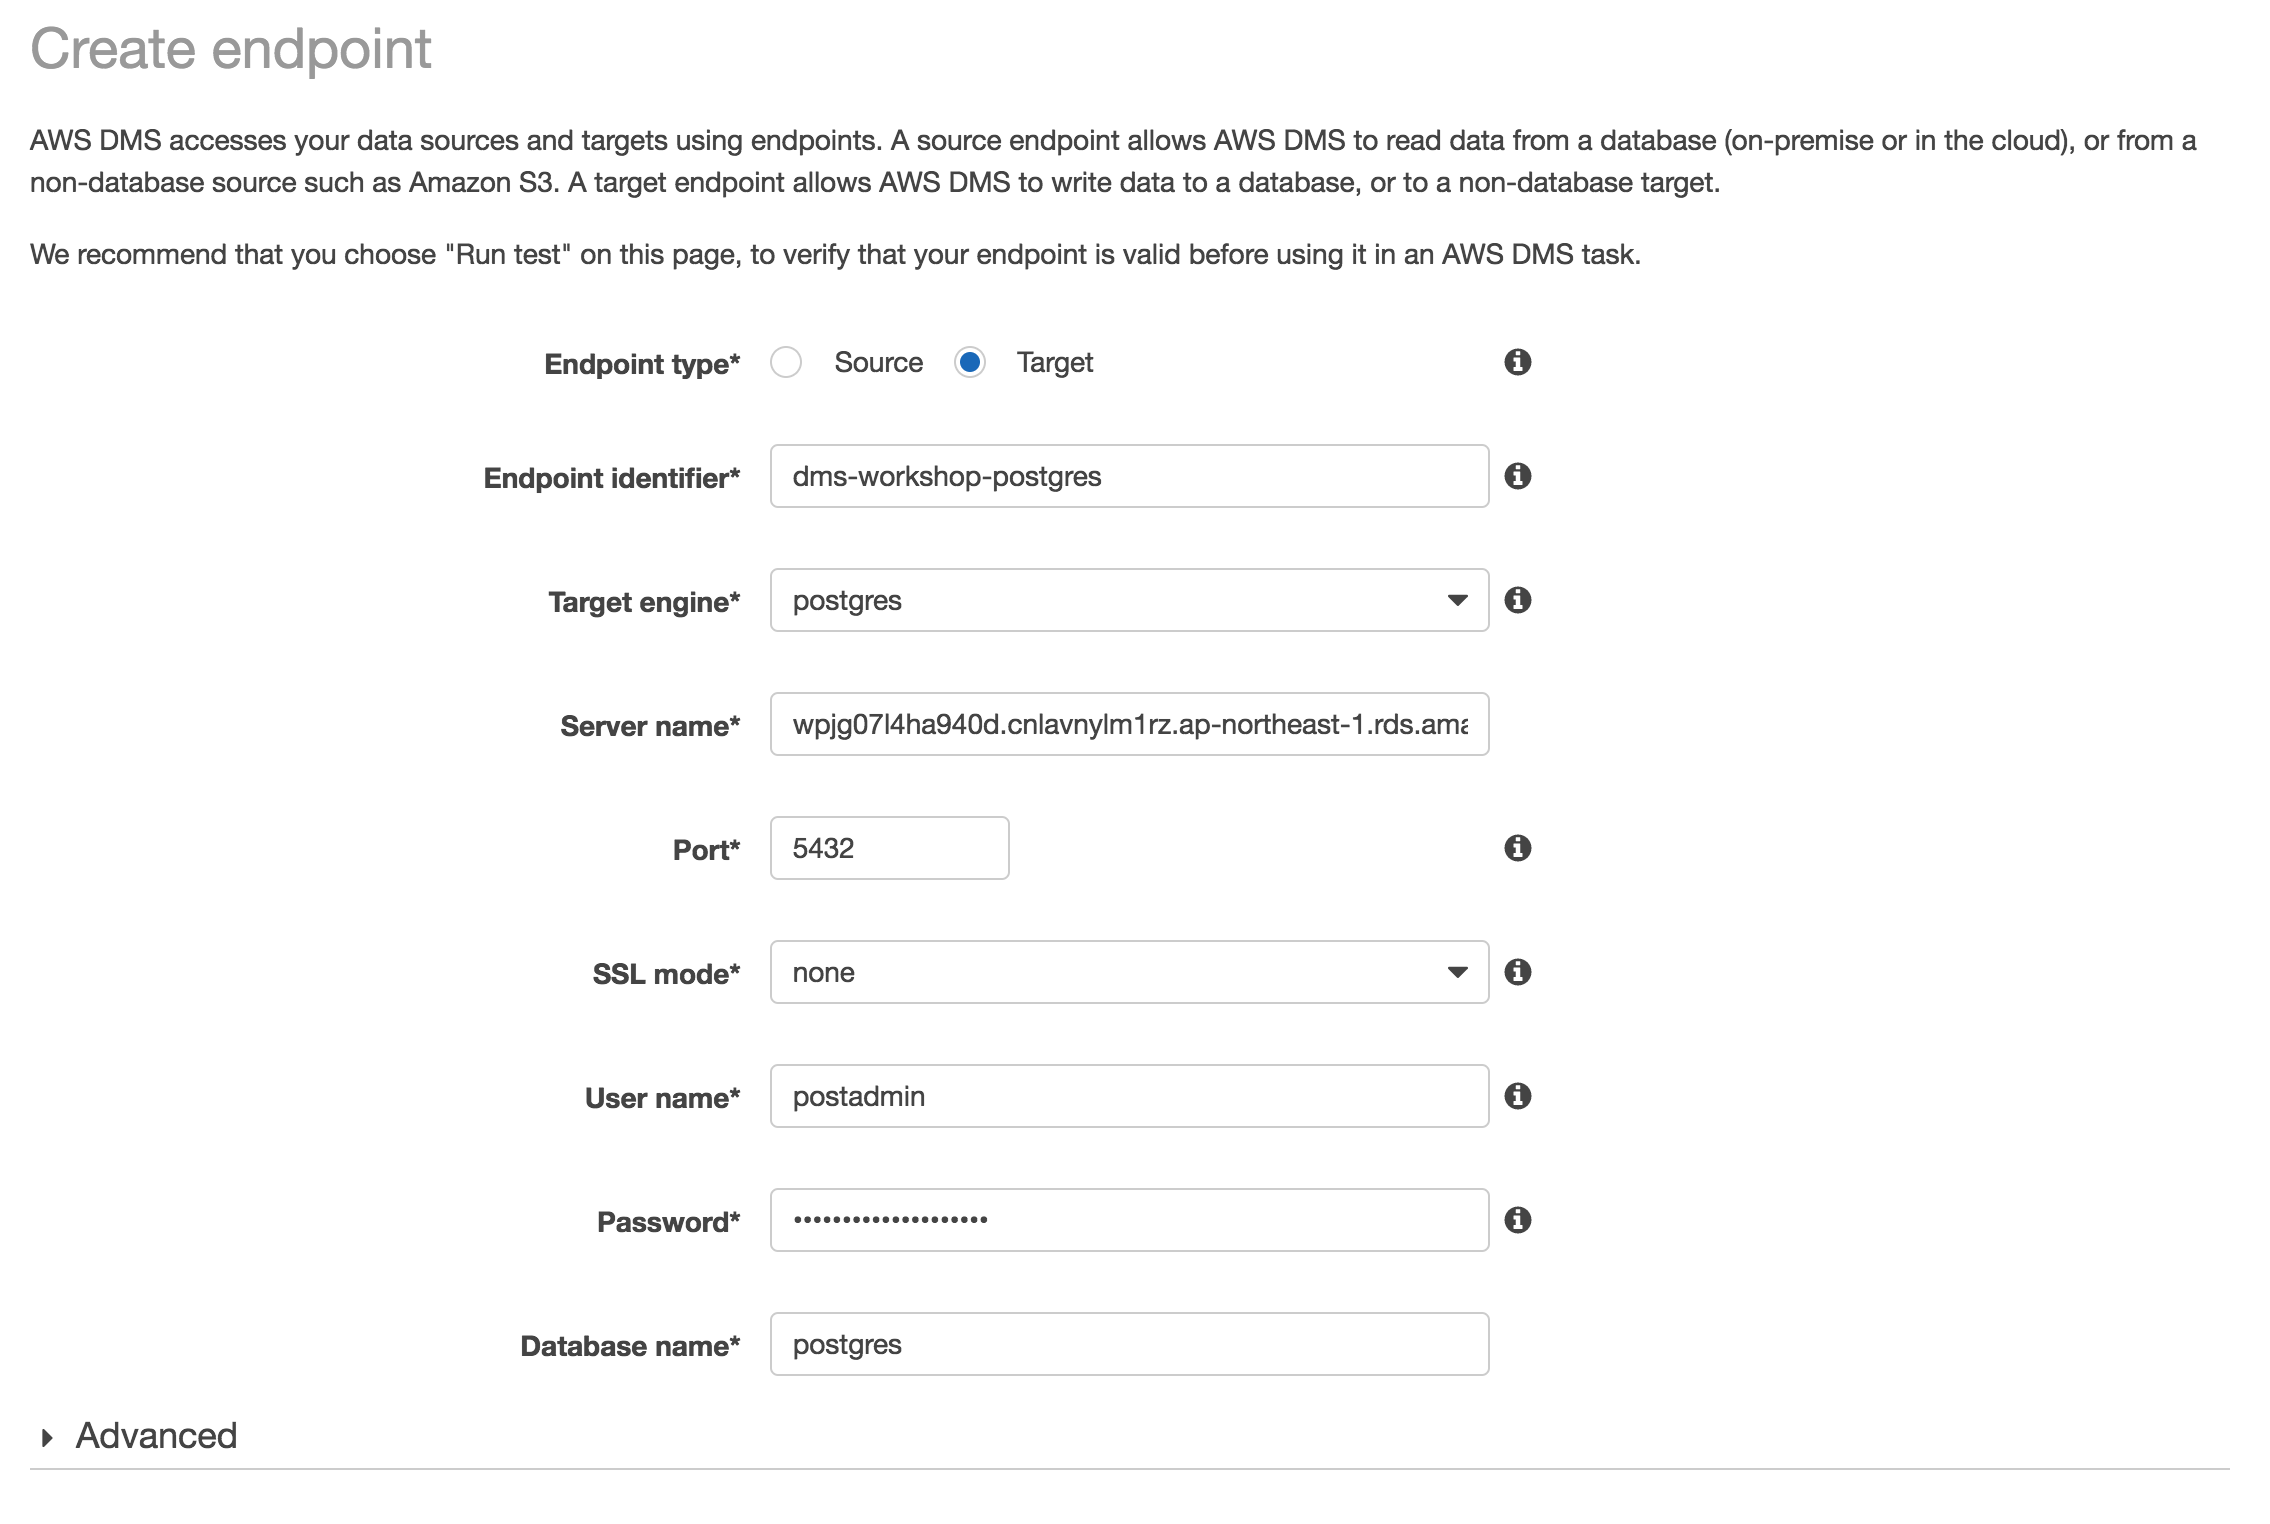 Create endpoint
AWS DMS accesses your data sources and targets using endpoints. A source endpoint allows AWS DMS to read data from a database (on-premise or in the cloud), or from a
non-database source such as Amazon S3. A target endpoint allows AWS DMS to write data to a database, or to a non-database target.
We recommend that you choose "Run test" on this page, to verify that your endpoint is valid before using it in an AWS DMS task.
Endpoint type* Source Target
Endpoint identifier* dms-workshop-postgres
Target engine* postgres
Server name* wpjg07l4ha940d.cnlavnylm1rz.ap-northeast-1.rds.ama
Port* 5432
SSL mode* none
User name* postadmin
Password* ••••••••••••••••••••
Database name* postgres
Advanced